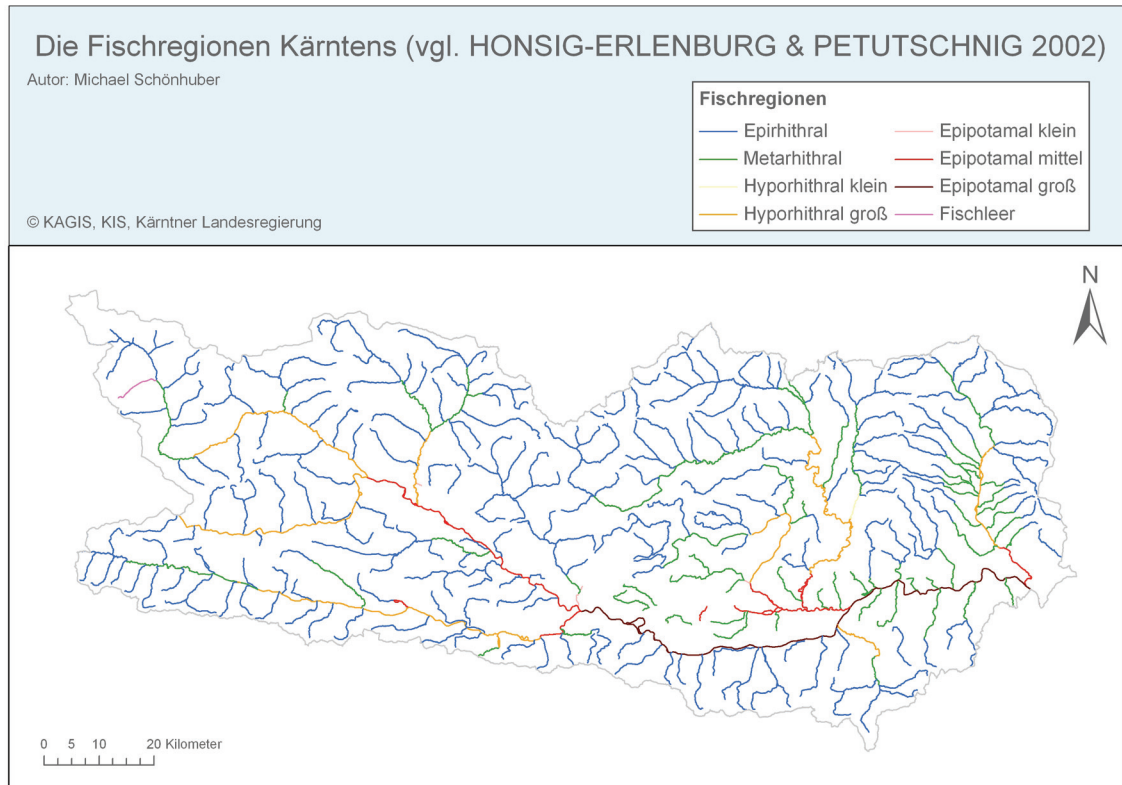 Die Fischregionen Kärntens (vgl. HONSIG-ERLENBURG & PETUTSCHNIG 2002)
Autor: Michael Schönhuber
Fischregionen
Epirhithral
Metarhithral
Hyporhithral klein
Hyporhithral groß
Epipotamal klein
Epipotamal mittel
Epipotamal groß
Fischleer
© KAGIS, KIS, Kärntner Landesregierung
N
0 5 10 20 Kilometer